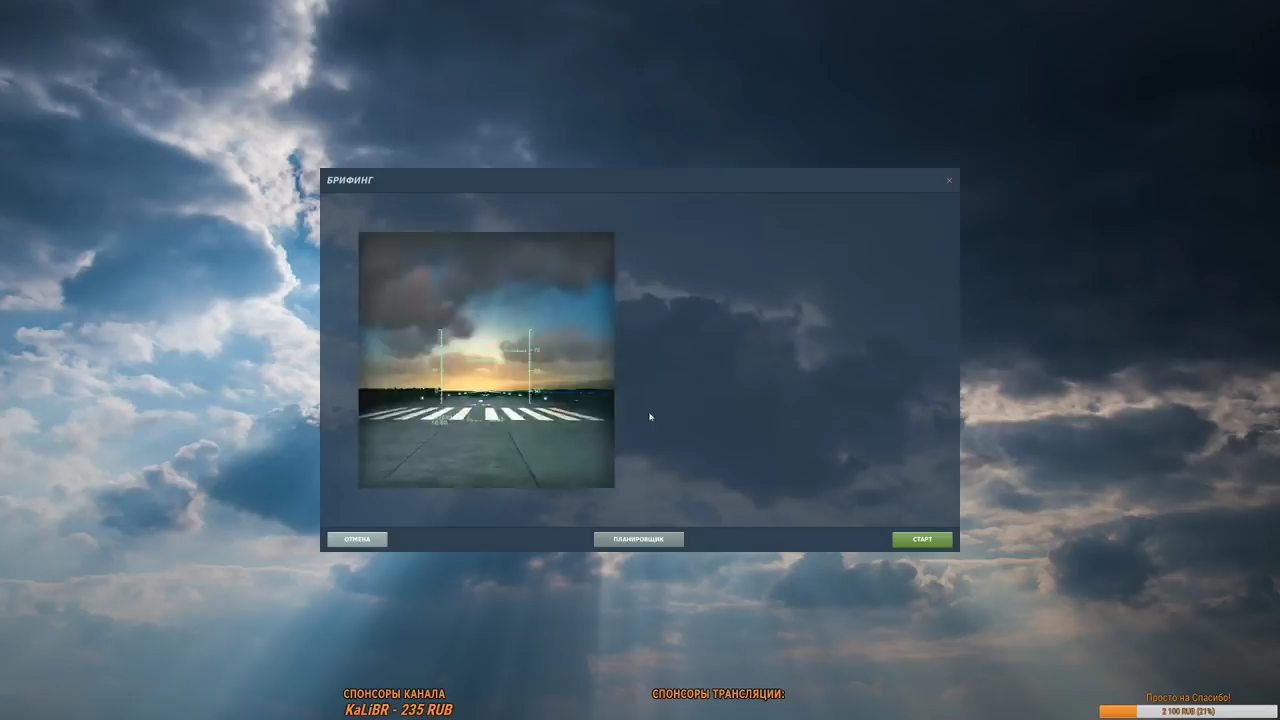 БРИФИНГ
ОТМЕНА
ПЛАНИРОВЩИК
СТАРТ
СПОНСОРЫ КАНАЛА
СПОНСОРЫ ТРАНСЛЯЦИИ:
KaLiBR - 235 RUB
Просто на Спасибо!
2 100 RUB (21%)